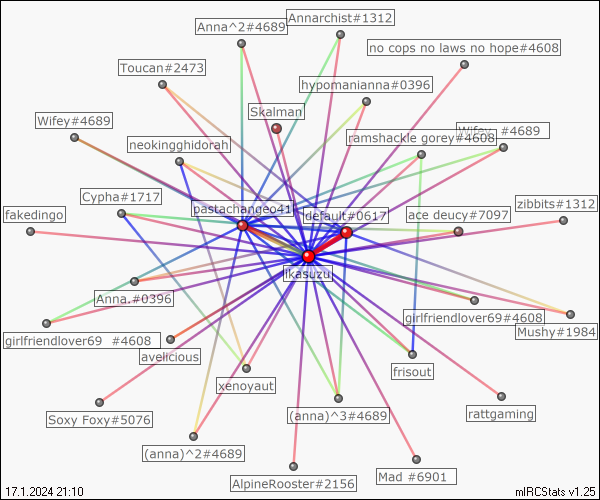 Annarchist#1312
Anna^2#4689
no cops no laws no hope#4608
Toucan#2473
hypomanianna#0396
Skalman
Wifey#4689
Wifey #4689
ramshackle gorey#4608
neokingghidorah
Cypha#1717
pastachangeo41
default#0617
ace deucy#7097
zibbits#1312
fakedingo
ikasuzu
Anna.#0396
girlfriendlover69#4608
Mushy#1984
girlfriendlover69 #4608
avelicious
frisout
xenoyaut
Soxy Foxy#5076
(anna)^3#4689
rattgaming
(anna)^2#4689
AlpineRooster#2156
Mad #6901
17.1.2024 21:10
mIRCStats v1.25